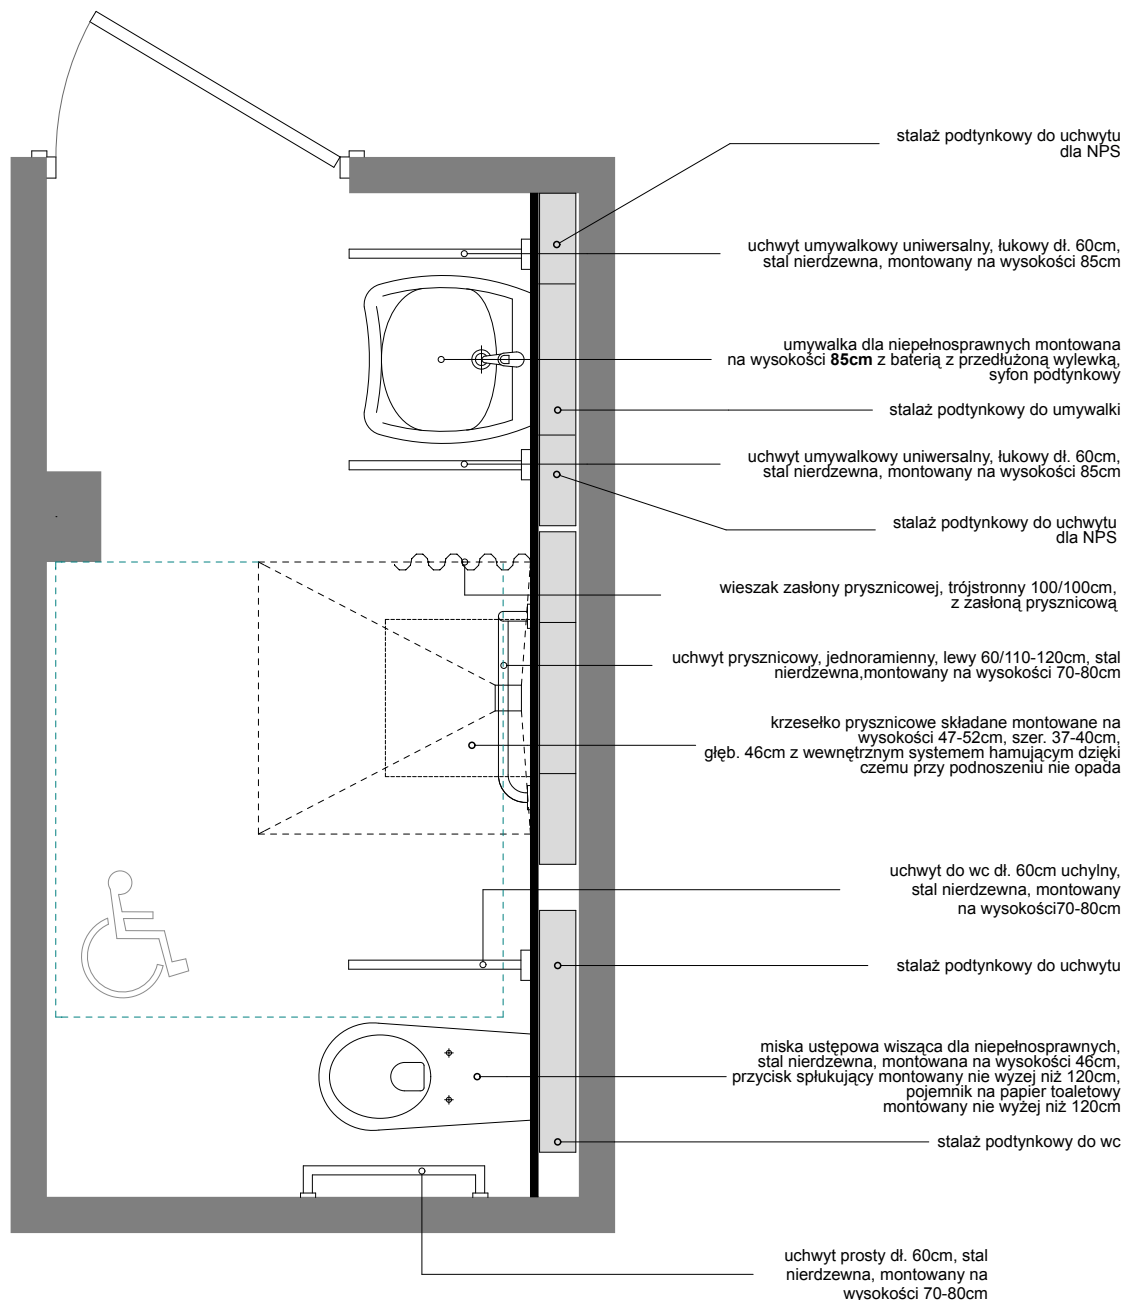 stalaż podtynkowy do uchwytu
dla NPS
uchwyt umywalkowy uniwersalny, łukowy dł. 60cm,
stal nierdzewna, montowany na wysokości 85cm
umywalka dla niepełnosprawnych montowana
na wysokości 85cm z baterią z przedłużoną wylewką,
syfon podtynkowy
stalaż podtynkowy do umywalki
uchwyt umywalkowy uniwersalny, łukowy dł. 60cm,
stal nierdzewna, montowany na wysokości 85cm
stalaż podtynkowy do uchwytu
dla NPS
wieszak zasłony prysznicowej, trójstronny 100/100cm,
z zasłoną prysznicową
uchwyt prysznicowy, jednoramienny, lewy 60/110-120cm, stal
nierdzewna,montowany na wysokości 70-80cm
krzesełko prysznicowe składane montowane na
wysokości 47-52cm, szer. 37-40cm,
głęb. 46cm z wewnętrznym systemem hamującym dzięki
czemu przy podnoszeniu nie opada
uchwyt do wc dł. 60cm uchylny,
stal nierdzewna, montowany
na wysokości70-80cm
stalaż podtynkowy do uchwytu
miska ustępowa wisząca dla niepełnosprawnych,
stal nierdzewna, montowana na wysokości 46cm,
przycisk spłukujący montowany nie wyzej niż 120cm,
pojemnik na papier toaletowy
montowany nie wyżej niż 120cm
stalaż podtynkowy do wc
uchwyt prosty dł. 60cm, stal
nierdzewna, montowany na
wysokości 70-80cm